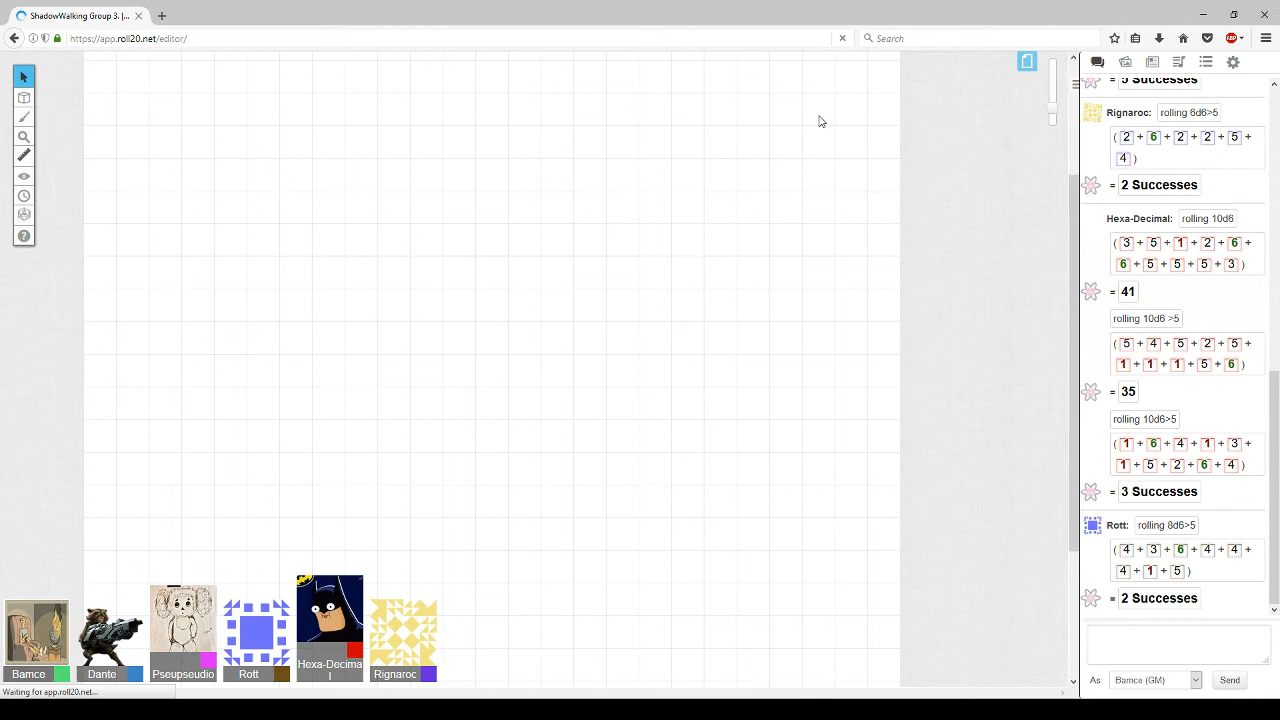 ShadowWalking Group 3. |...
https://app.roll20.net/editor/
Search
5 Successes
Rignaroc: rolling 6d6>5
( 2 + 6 + 2 + 2 + 5 +
4 )
= 2 Successes
Hexa-Decimal: rolling 10d6
( 3 + 5 + 1 + 2 + 6 +
6 + 5 + 5 + 5 + 3 )
= 41
rolling 10d6 >5
( 5 + 4 + 5 + 2 + 5 +
1 + 1 + 1 + 5 + 6 )
= 35
rolling 10d6>5
( 1 + 6 + 4 + 1 + 3 +
1 + 5 + 2 + 6 + 4 )
= 3 Successes
Rott: rolling 8d6>5
( 4 + 3 + 6 + 4 + 4 +
4 + 1 + 5 )
= 2 Successes
Bamce
Dante
Pseupseudio
Rott
Hexa-Decima
l
Rignaroc
As: Bamce (GM) Send
Waiting for app.roll20.net...